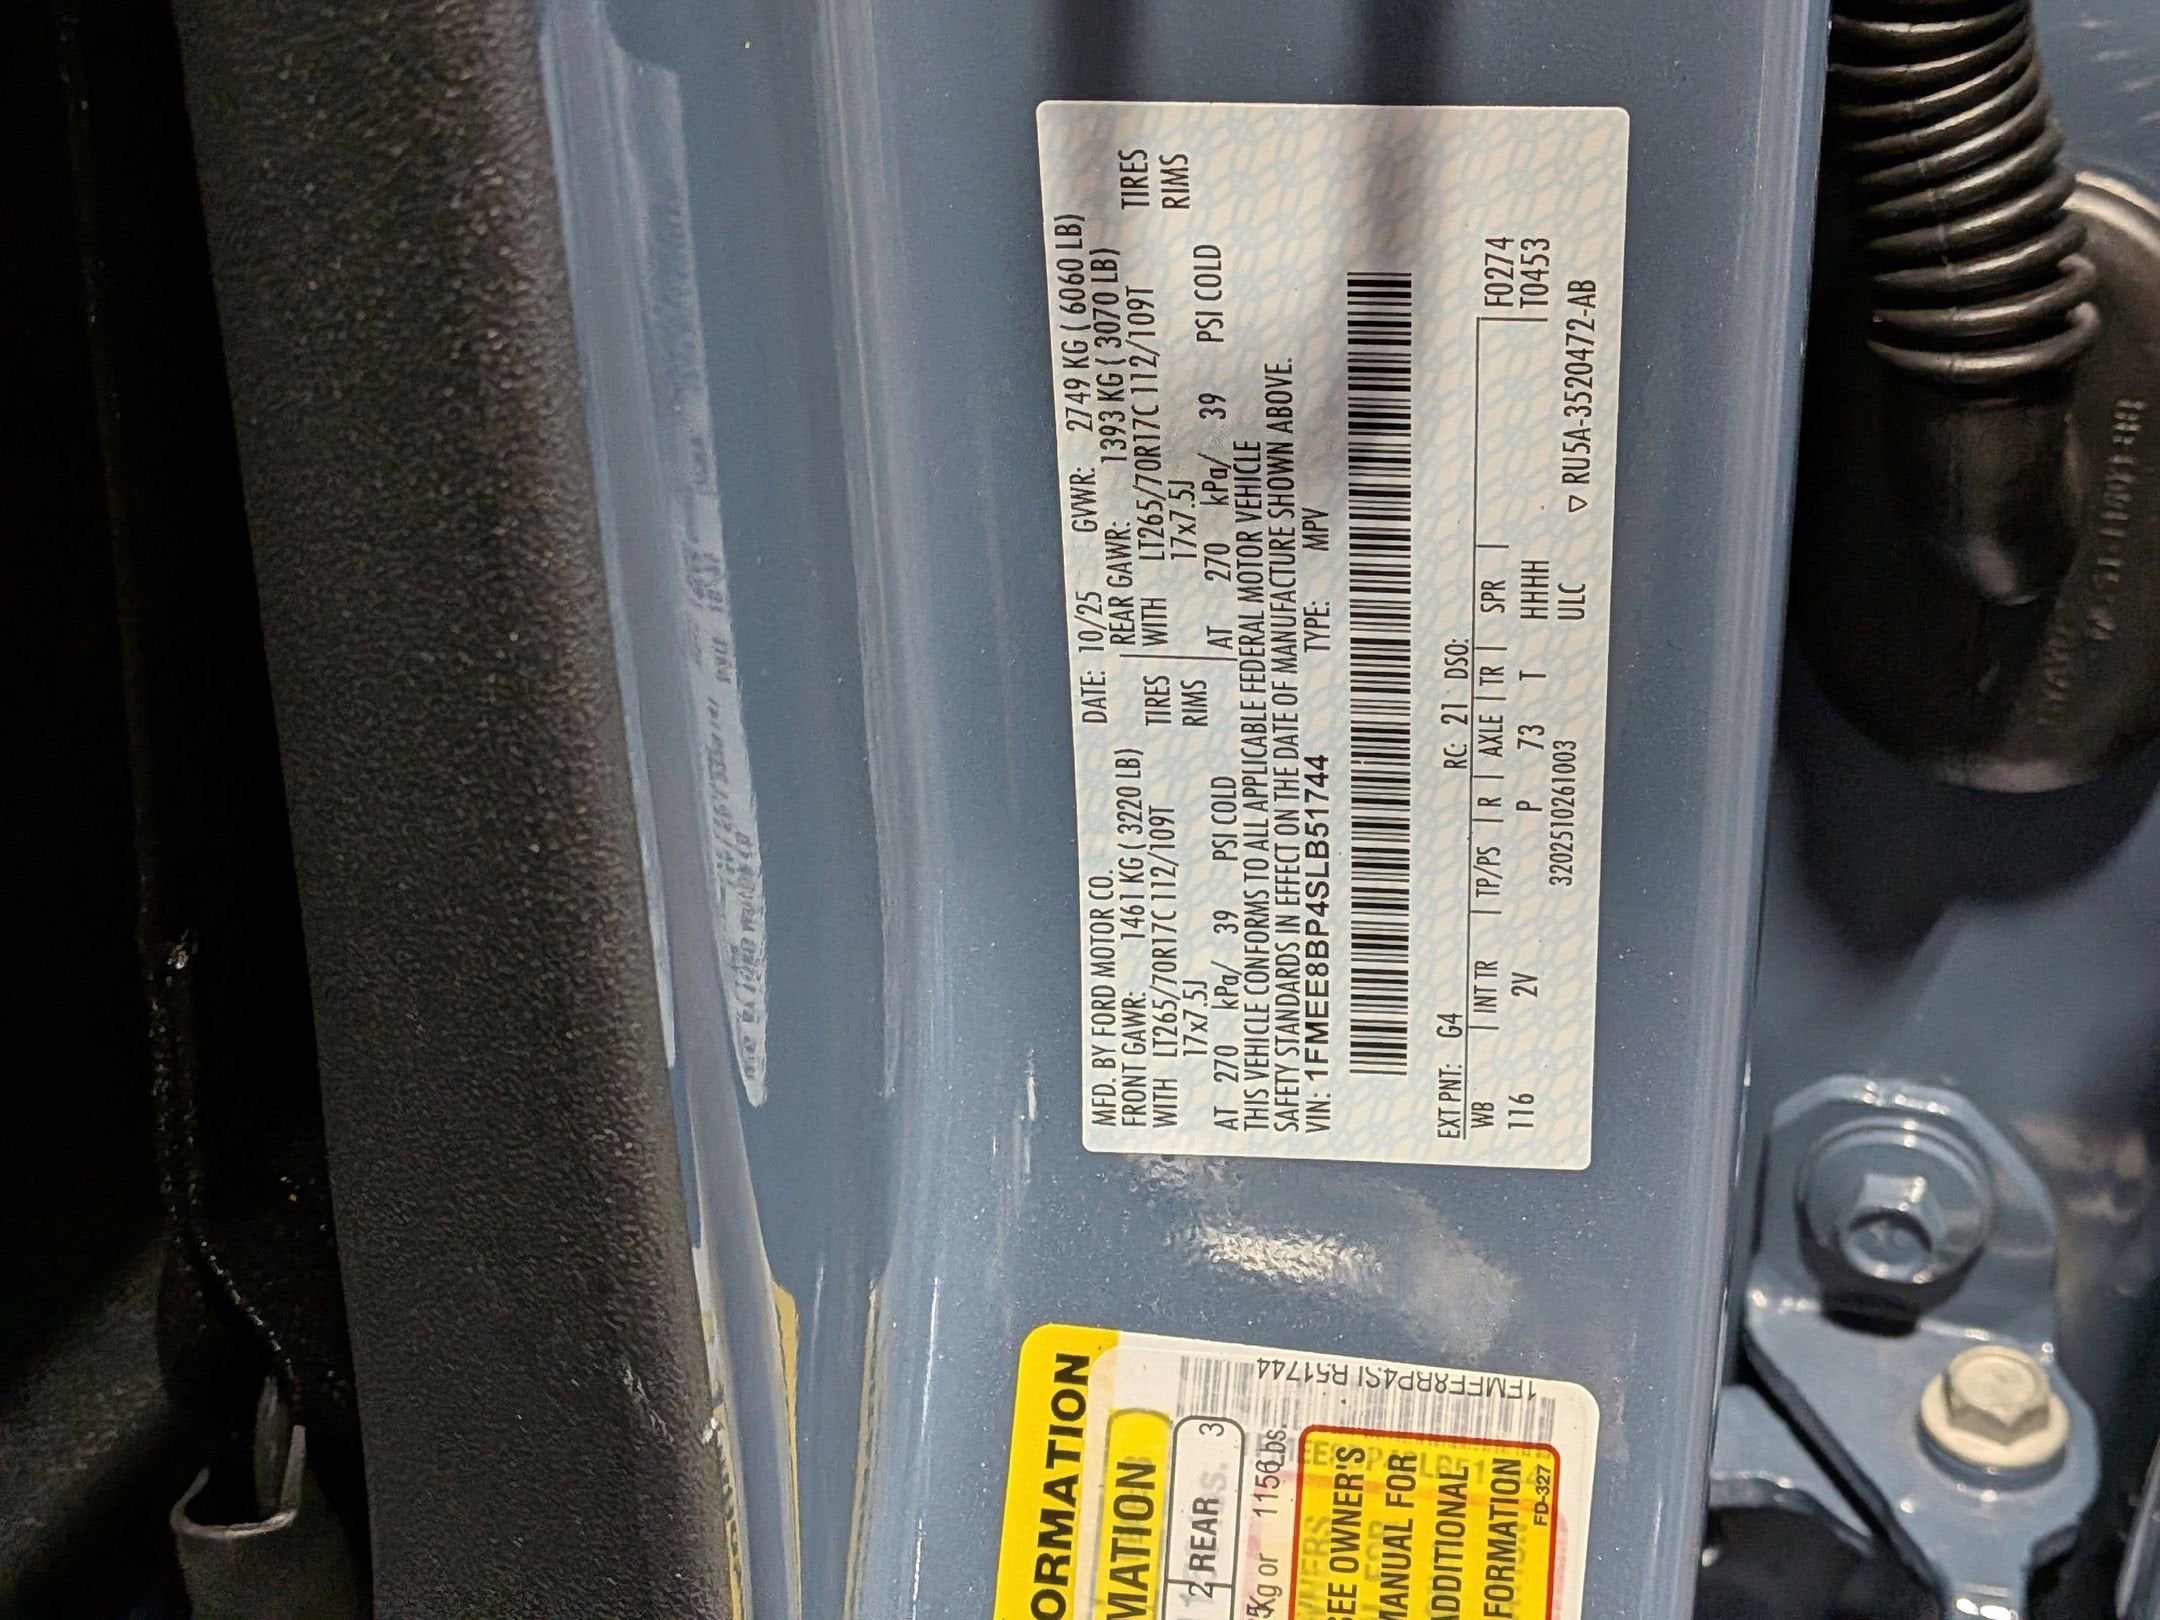 MFD. BY FORD MOTOR CO. DATE: 10/25 GVWR: 2749 KG ( 6060 LB)
FRONT GAWR: 1461 KG ( 3220 LB) REAR GAWR: 1393 KG ( 3070 LB)
WITH LT265/70R17C 112/109T TIRES WITH LT265/70R17C 112/109T TIRES
17x7.5J RIMS 17x7.5J RIMS
AT 270 kPa/ 39 PSI COLD AT 270 kPa/ 39 PSI COLD
THIS VEHICLE CONFORMS TO ALL APPLICABLE FEDERAL MOTOR VEHICLE
SAFETY STANDARDS IN EFFECT ON THE DATE OF MANUFACTURE SHOWN ABOVE.
VIN: 1FMEE8BP4SLB51744 TYPE: MPV
EXT PNT: G4 RC: 21 DSO:
WB INT TR TP/PS R AXLE TR SPR F0274
116 2V P 73 T HHHH T0453
3202510261003 ULC ▽ RU5A-3520472-AB
ORMATION
MATION
2 REAR 3
Kg or 1156 Lbs.
SEE OWNER'S
MANUAL FOR
ADDITIONAL
FORMATION
FD-327
1FMEE8BP4SLB51744